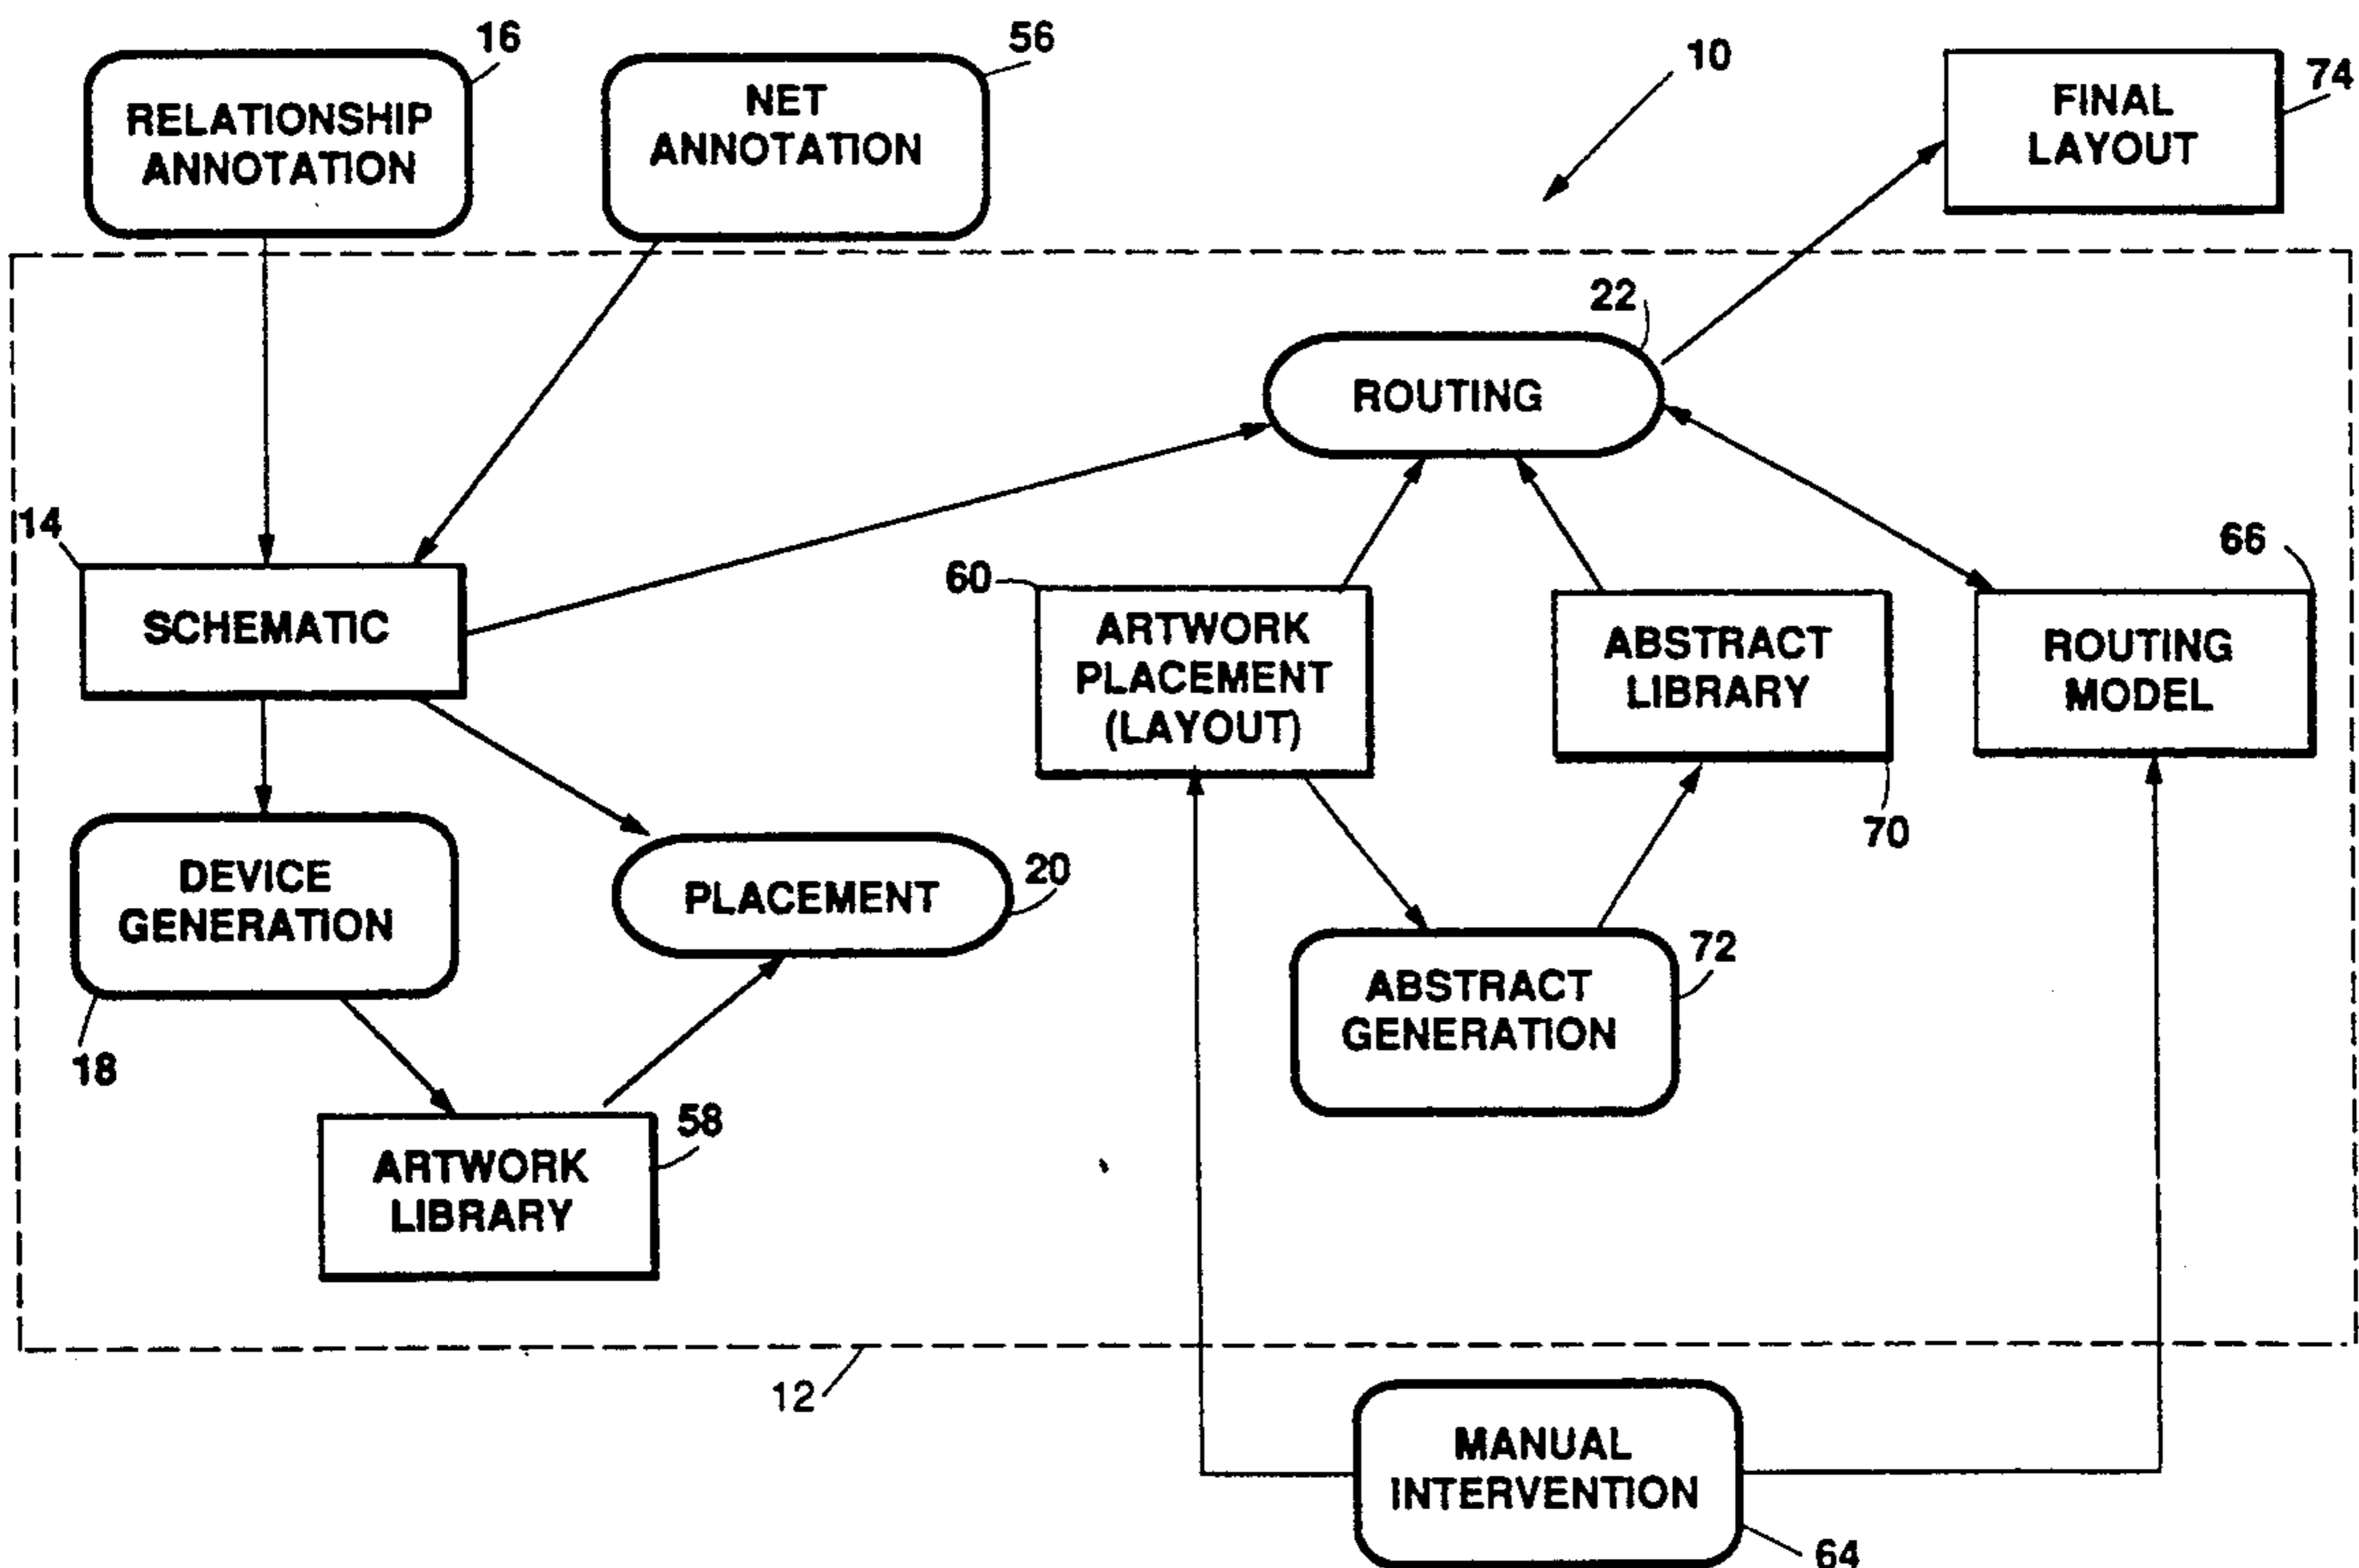 16
56
10
74
RELATIONSHIP
ANNOTATION
NET
ANNOTATION
FINAL
LAYOUT
22
ROUTING
14
SCHEMATIC
60
ARTWORK
PLACEMENT
(LAYOUT)
ABSTRACT
LIBRARY
70
66
ROUTING
MODEL
DEVICE
GENERATION
18
PLACEMENT
20
ABSTRACT
GENERATION
72
ARTWORK
LIBRARY
58
12
MANUAL
INTERVENTION
64